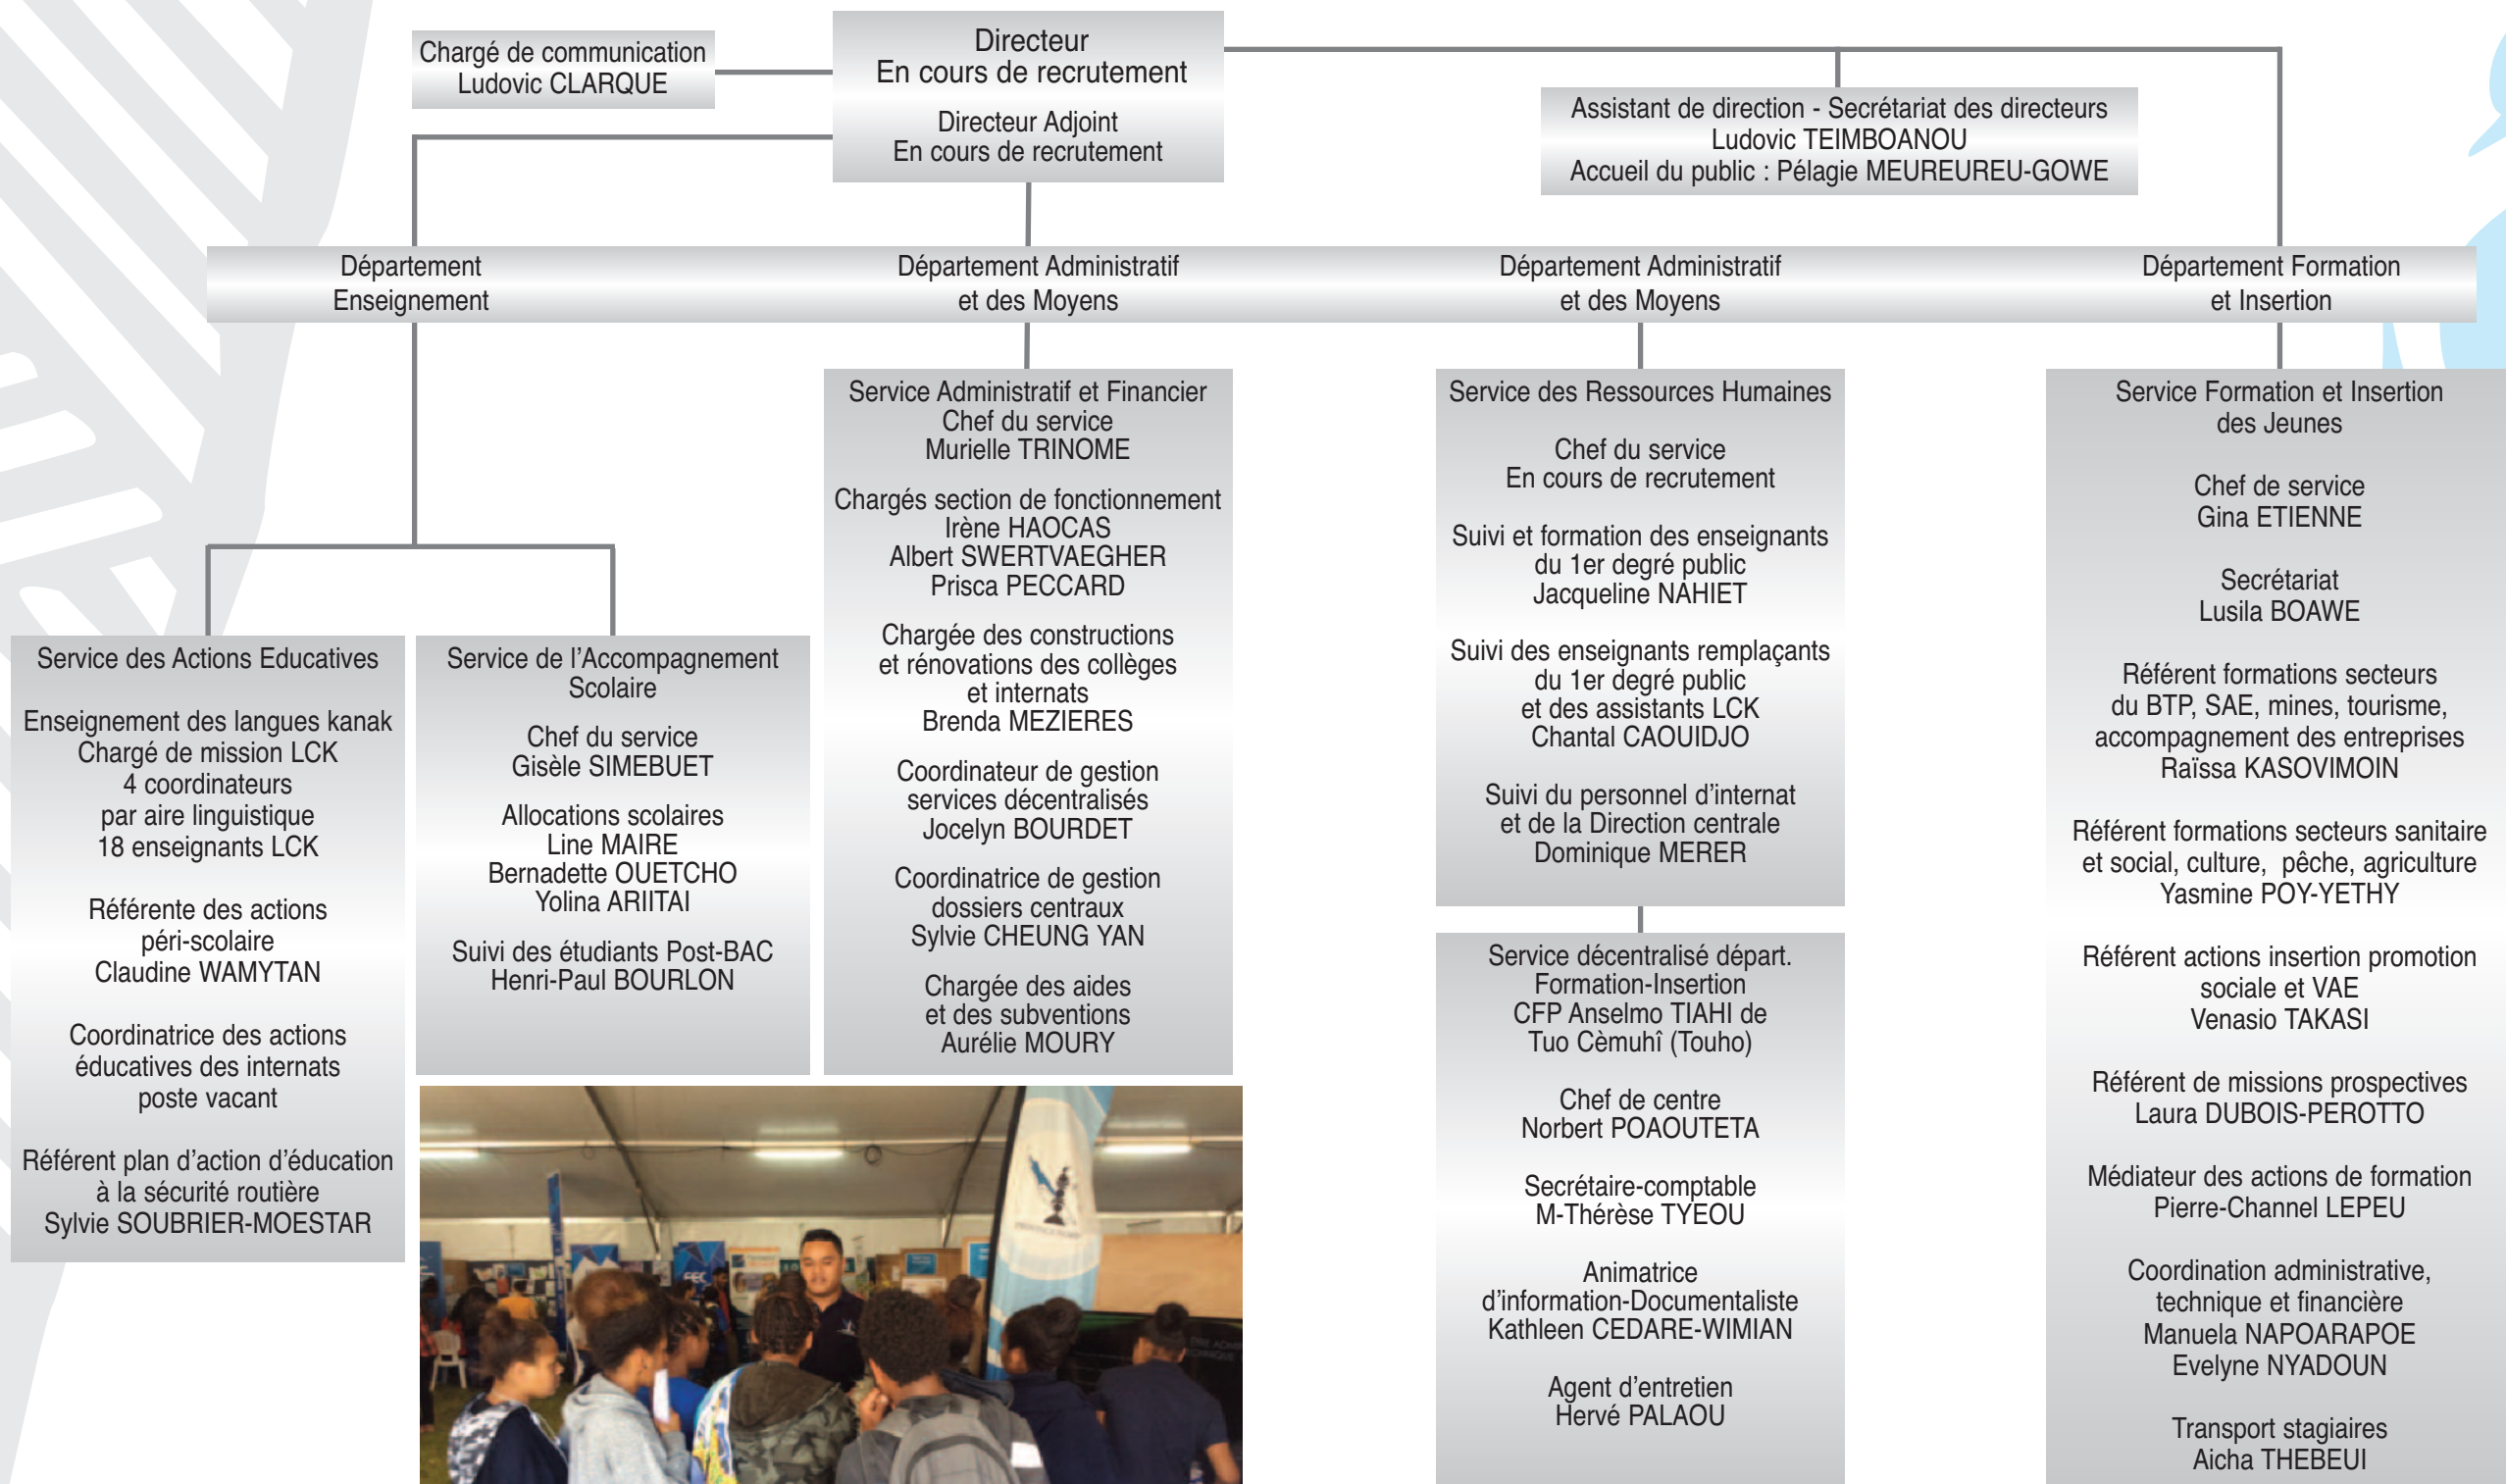 Chargé de communication
Ludovic CLARQUE
Directeur
En cours de recrutement
Directeur Adjoint
En cours de recrutement
Assistant de direction - Secrétariat des directeurs
Ludovic TEIMBOANOU
Accueil du public : Pélagie MEUREUREU-GOWE
Département
Enseignement
Département Administratif
et des Moyens
Département Administratif
et des Moyens
Département Formation
et Insertion
Service des Actions Educatives
Enseignement des langues kanak
Chargé de mission LCK
4 coordinateurs
par aire linguistique
18 enseignants LCK
Référente des actions
péri-scolaire
Claudine WAMYTAN
Coordinatrice des actions
éducatives des internats
poste vacant
Référent plan d’action d’éducation
à la sécurité routière
Sylvie SOUBRIER-MOESTAR
Service de l’Accompagnement
Scolaire
Chef du service
Gisèle SIMEBUET
Allocations scolaires
Line MAIRE
Bernadette OUETCHO
Yolina ARIITAI
Suivi des étudiants Post-BAC
Henri-Paul BOURLON
Service Administratif et Financier
Chef du service
Murielle TRINOME
Chargés section de fonctionnement
Irène HAOCAS
Albert SWERTVAEGHER
Prisca PECCARD
Chargée des constructions
et rénovations des collèges
et internats
Brenda MEZIERES
Coordinateur de gestion
services décentralisés
Jocelyn BOURDET
Coordinatrice de gestion
dossiers centraux
Sylvie CHEUNG YAN
Chargée des aides
et des subventions
Aurélie MOURY
Service des Ressources Humaines
Chef du service
En cours de recrutement
Suivi et formation des enseignants
du 1er degré public
Jacqueline NAHIET
Suivi des enseignants remplaçants
du 1er degré public
et des assistants LCK
Chantal CAOUIDJO
Suivi du personnel d’internat
et de la Direction centrale
Dominique MERER
Service décentralisé départ.
Formation-Insertion
CFP Anselmo TIAHI de
Tuo Cèmuhî (Touho)
Chef de centre
Norbert POAOUTETA
Secrétaire-comptable
M-Thérèse TYEOU
Animatrice
d’information-Documentaliste
Kathleen CEDARE-WIMIAN
Agent d’entretien
Hervé PALAOU
Service Formation et Insertion
des Jeunes
Chef de service
Gina ETIENNE
Secrétariat
Lusila BOAWE
Référent formations secteurs
du BTP, SAE, mines, tourisme,
accompagnement des entreprises
Raïssa KASOVIMOIN
Référent formations secteurs sanitaire
et social, culture, pêche, agriculture
Yasmine POY-YETHY
Référent actions insertion promotion
sociale et VAE
Venasio TAKASI
Référent de missions prospectives
Laura DUBOIS-PEROTTO
Médiateur des actions de formation
Pierre-Channel LEPEU
Coordination administrative,
technique et financière
Manuela NAPOARAPOE
Evelyne NYADOUN
Transport stagiaires
Aicha THEBEUI